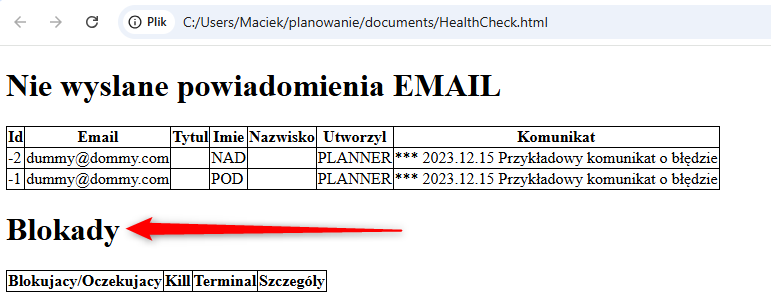 Plik C:/Users/Maciek/planowanie/documents/HealthCheck.html
Nie wyslane powiadomienia EMAIL
Id Email Tytul Imie Nazwisko Utworzyl Komunikat
-2 dummy@dommy.com NAD PLANNER *** 2023.12.15 Przykładowy komunikat o błędzie
-1 dummy@dommy.com POD PLANNER *** 2023.12.15 Przykładowy komunikat o błędzie
Blokady
Blokujacy/Oczekujacy Kill Terminal Szczegóły